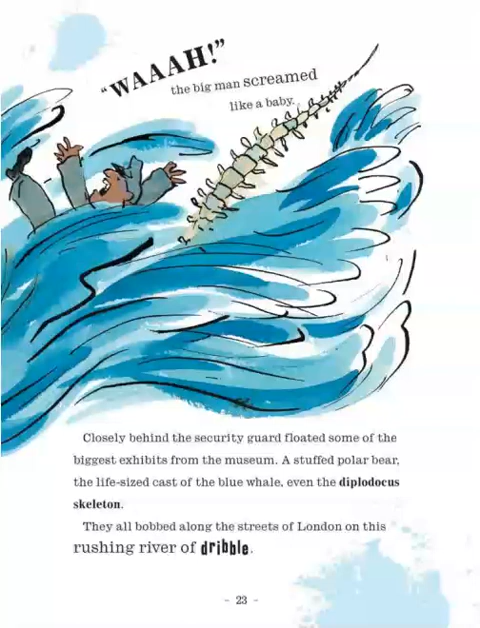 "WAAAH!"
the big man screamed
like a baby.
Closely behind the security guard floated some of the
biggest exhibits from the museum. A stuffed polar bear,
the life-sized cast of the blue whale, even the diplodocus
skeleton.
They all bobbed along the streets of London on this
rushing river of dribble.
- 23 -